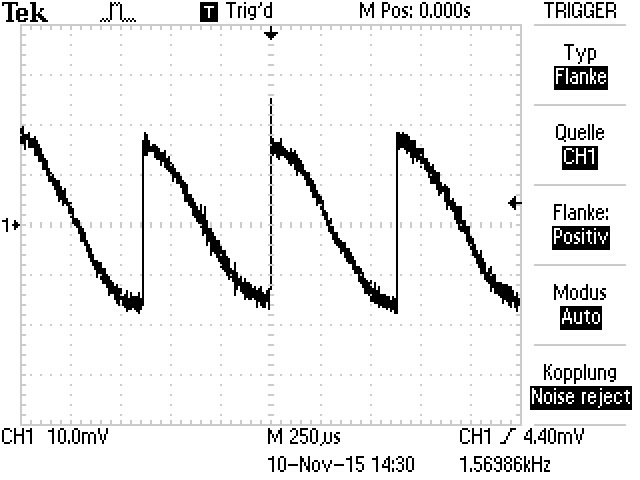 Tek T Trig'd M Pos: 0.000s TRIGGER
Typ
Flanke
Quelle
CH1
Flanke:
Positiv
Modus
Auto
Kopplung
Noise reject
1
CH1 10.0mV M 250µs CH1 4.40mV
10-Nov-15 14:30 1.56986kHz